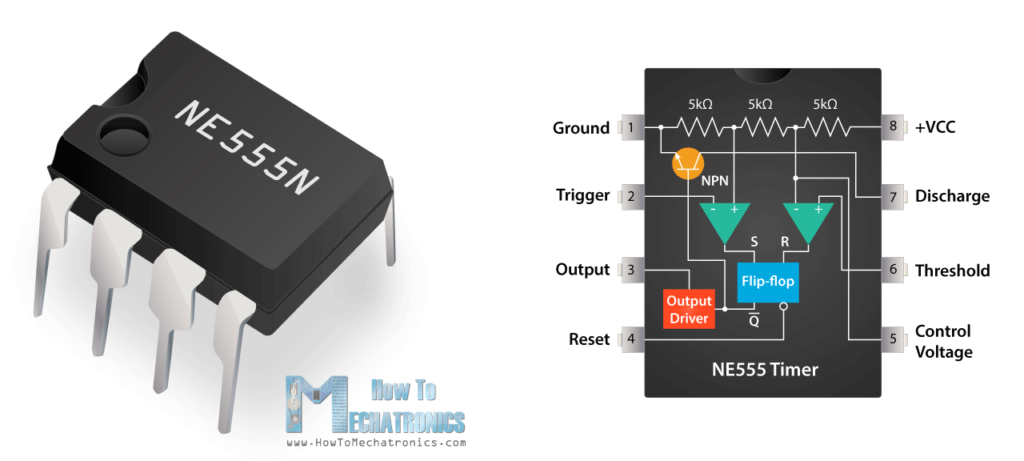 NE555N
How To
MECHATRONICS
www.HowToMechatronics.com
5kΩ 5kΩ 5kΩ
Ground 1 8 +VCC
NPN
Trigger 2 - + - + 7 Discharge
S R
Output 3 Flip-flop 6 Threshold
Output
Driver
Q̅
Reset 4 5 Control
Voltage
NE555 Timer